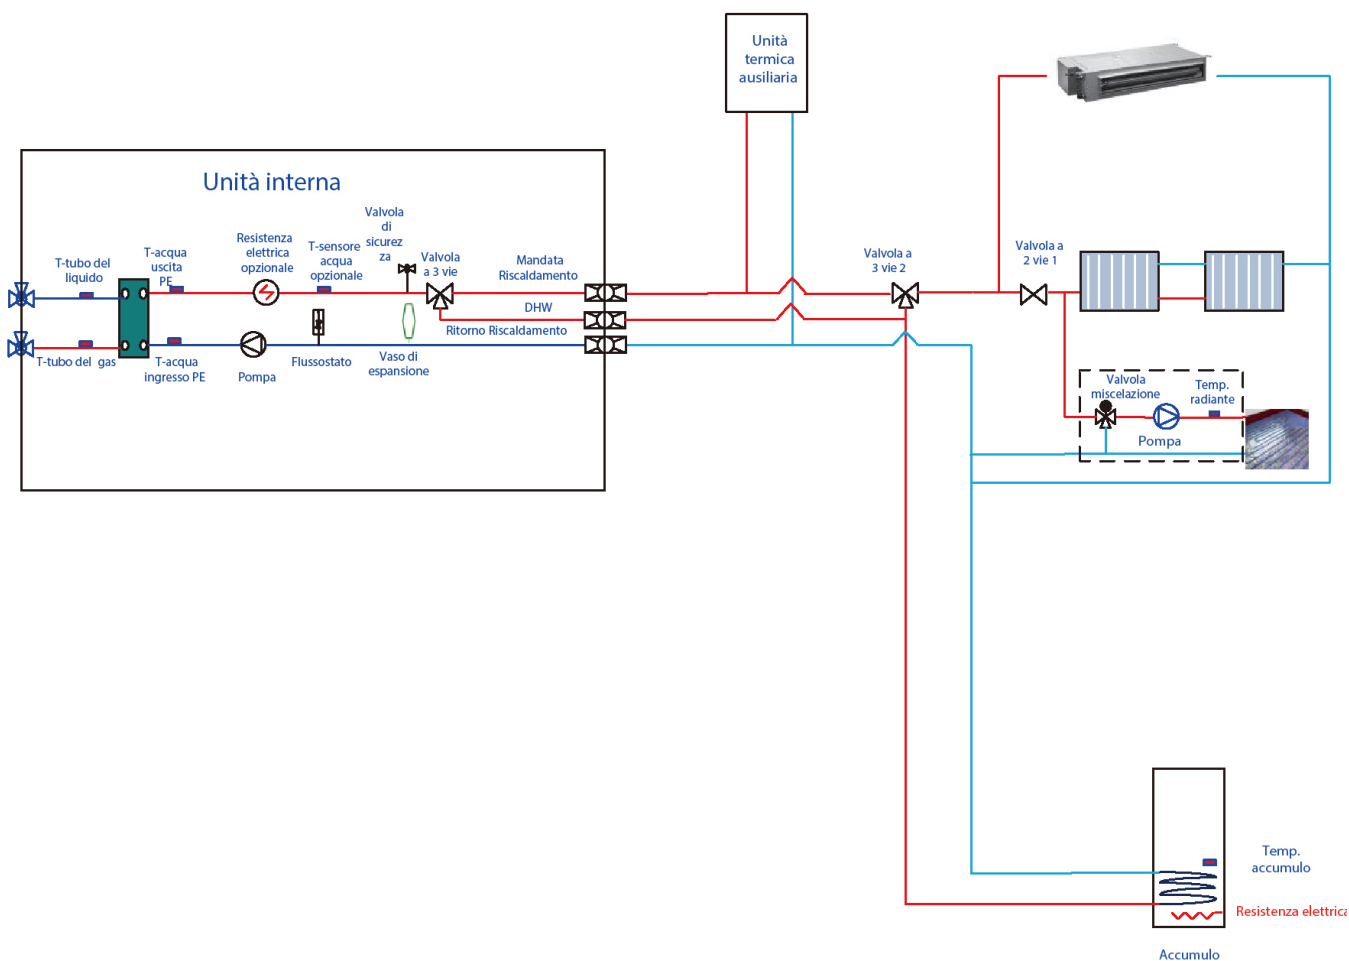 Unità
termica
ausiliaria
Unità interna
T-tubo del
liquido
T-acqua
uscita
PE
Resistenza
elettrica
opzionale
T-sensore
acqua
opzionale
Valvola
di
sicurez
za
Valvola
a 3 vie
Mandata
Riscaldamento
DHW
Ritorno Riscaldamento
T-tubo del gas
T-acqua
ingresso PE
Pompa
Flussostato
Vaso di
espansione
Valvola a
3 vie 2
Valvola a
2 vie 1
Valvola
miscelazione
Temp.
radiante
Pompa
Temp.
accumulo
Resistenza elettrica
Accumulo